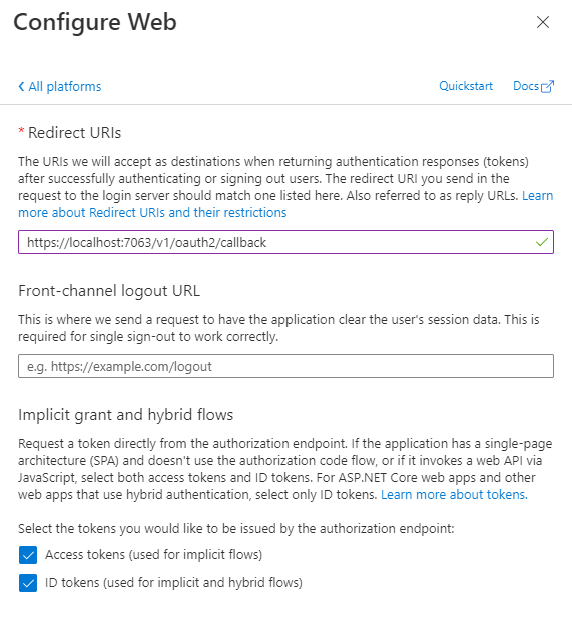 Configure Web
All platforms
Quickstart
Docs
* Redirect URIs
The URIs we will accept as destinations when returning authentication responses (tokens)
after successfully authenticating or signing out users. The redirect URI you send in the
request to the login server should match one listed here. Also referred to as reply URLs. Learn
more about Redirect URIs and their restrictions
https://localhost:7063/v1/oauth2/callback
Front-channel logout URL
This is where we send a request to have the application clear the user's session data. This is
required for single sign-out to work correctly.
e.g. https://example.com/logout
Implicit grant and hybrid flows
Request a token directly from the authorization endpoint. If the application has a single-page
architecture (SPA) and doesn't use the authorization code flow, or if it invokes a web API via
JavaScript, select both access tokens and ID tokens. For ASP.NET Core web apps and other
web apps that use hybrid authentication, select only ID tokens. Learn more about tokens.
Select the tokens you would like to be issued by the authorization endpoint:
Access tokens (used for implicit flows)
ID tokens (used for implicit and hybrid flows)